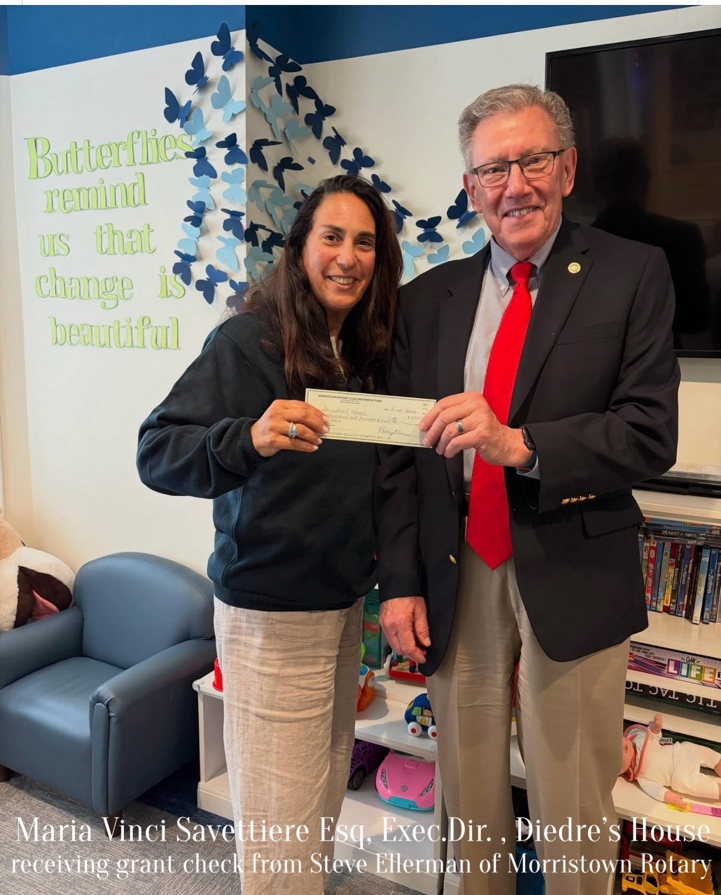 Butterflies
remind
us that
change is
beautiful
LIFE
TIC TAC
Maria Vinci Savettiere Esq, Exec.Dir. , Diedre's House
receiving grant check from Steve Ellerman of Morristown Rotary